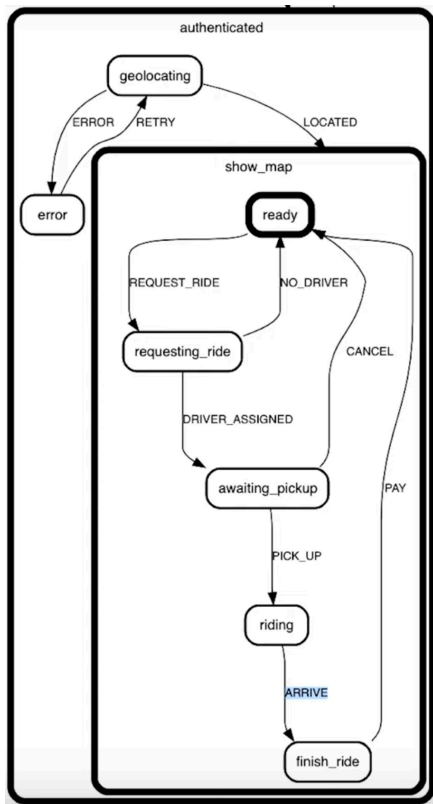 authenticated
geolocating
ERROR
RETRY
LOCATED
show_map
error
ready
REQUEST_RIDE
NO_DRIVER
requesting_ride
CANCEL
DRIVER_ASSIGNED
awaiting_pickup
PAY
PICK_UP
riding
ARRIVE
finish_ride